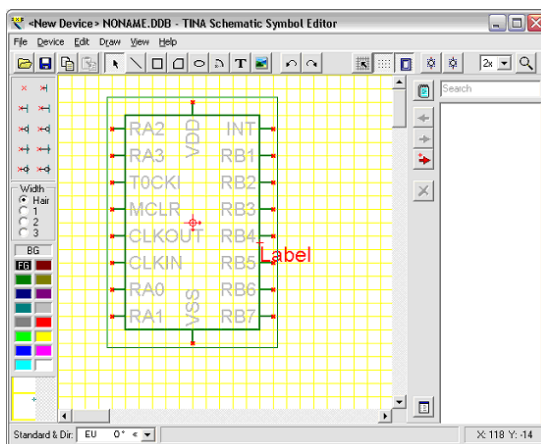 <New Device> NONAME.DDB - TINA Schematic Symbol Editor
File Device Edit Draw View Help
T 2x
Search
Width
Hair
1
2
3
BG
FG
VDD
RA2 INT
RA3 RB1
T0CKI RB2
MCLR RB3
CLKOUT RB4
Label
CLKIN RB5
RA0 RB6
RA1 RB7
VSS
Standard & Dir. EU 0° « X: 118 Y: -14